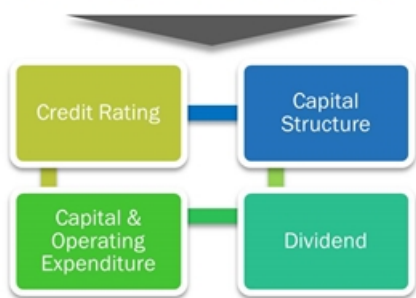 Credit Rating
Capital
Structure
Capital &
Operating
Expenditure
Dividend